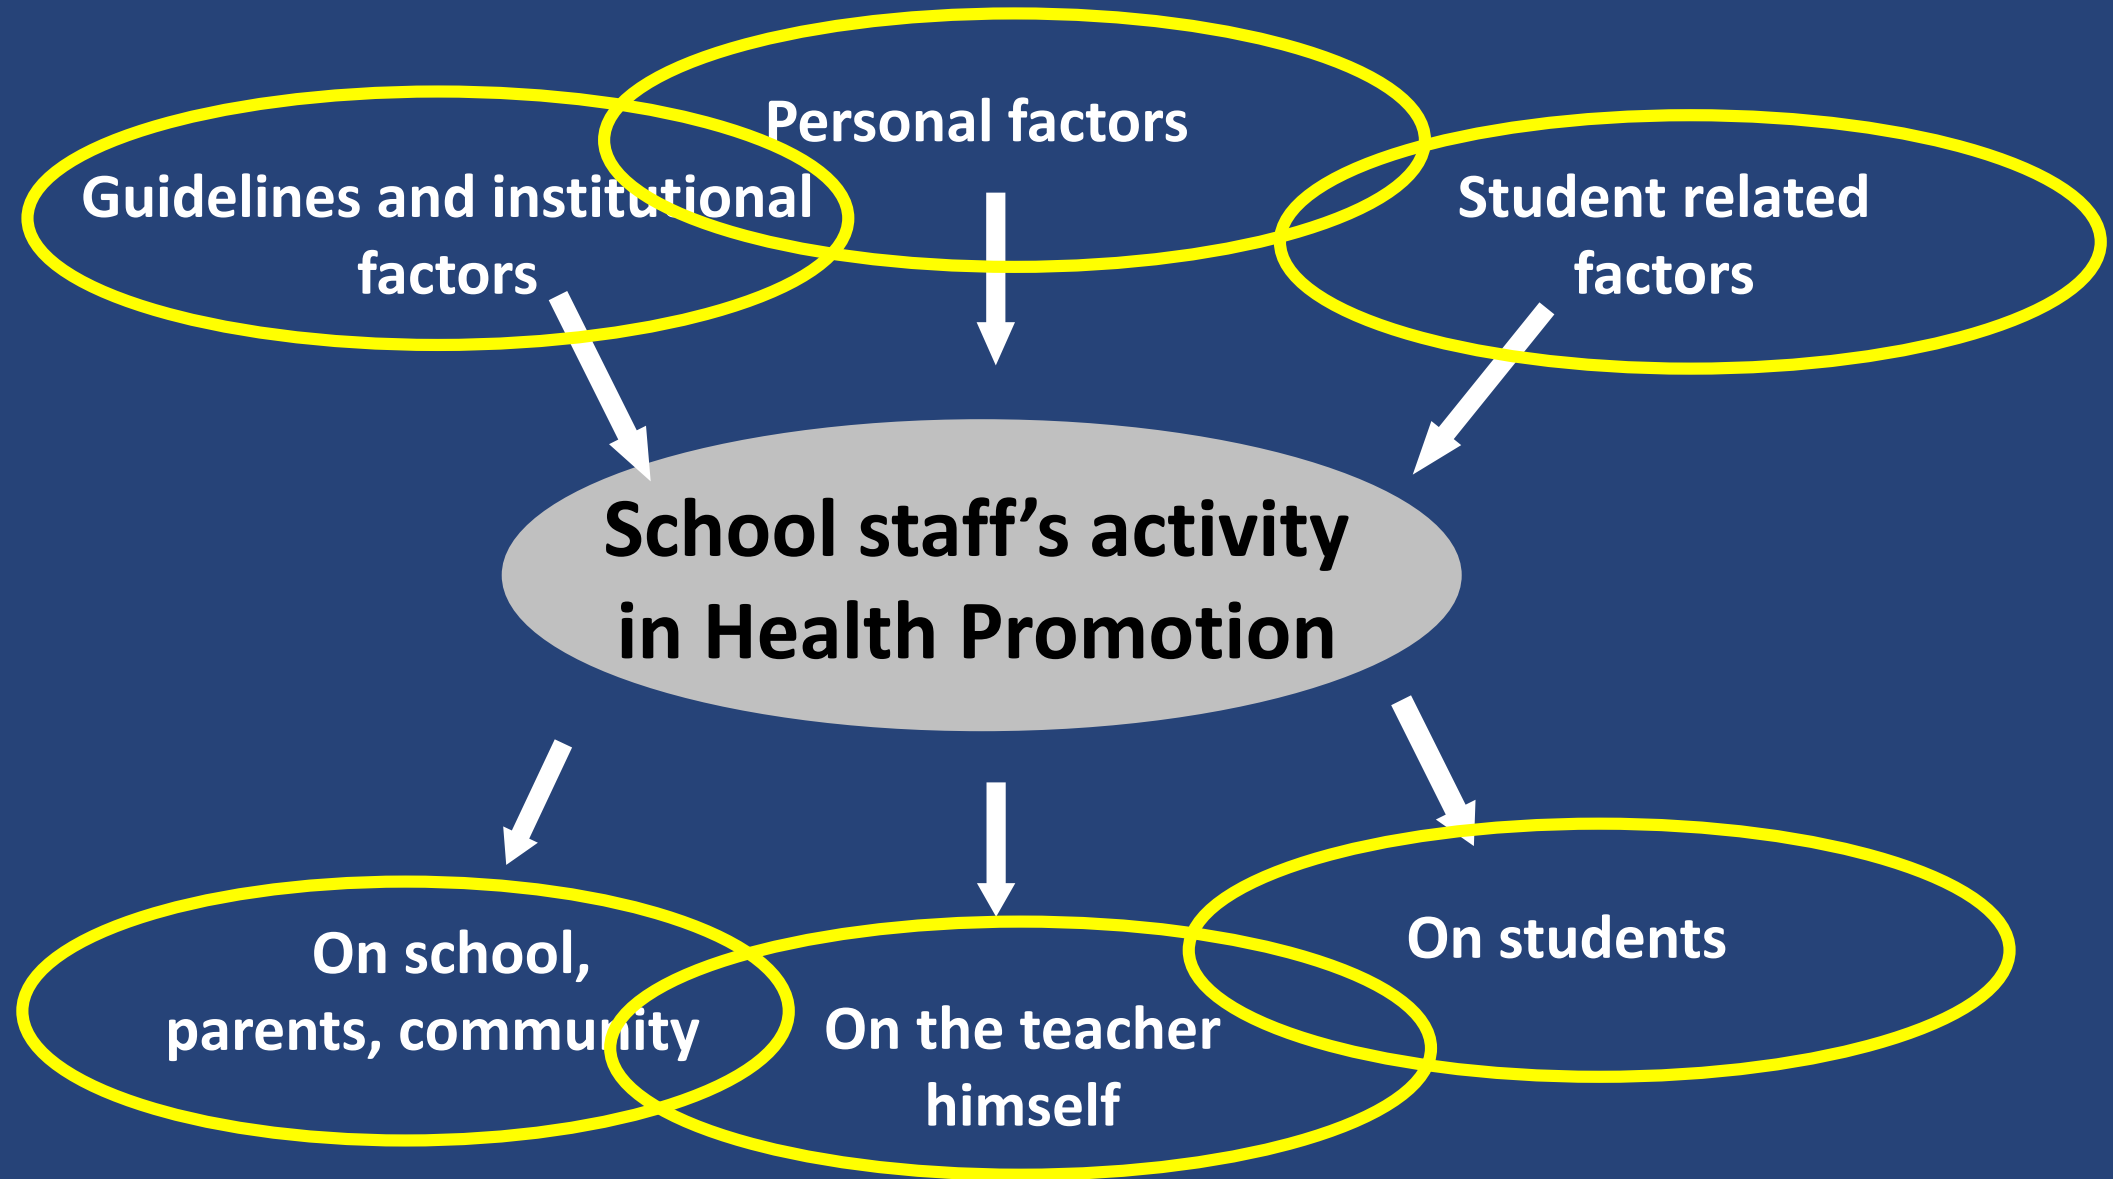 Personal factors
Guidelines and institutional
factors
Student related
factors
School staff’s activity
in Health Promotion
On school,
parents, community
On the teacher
himself
On students